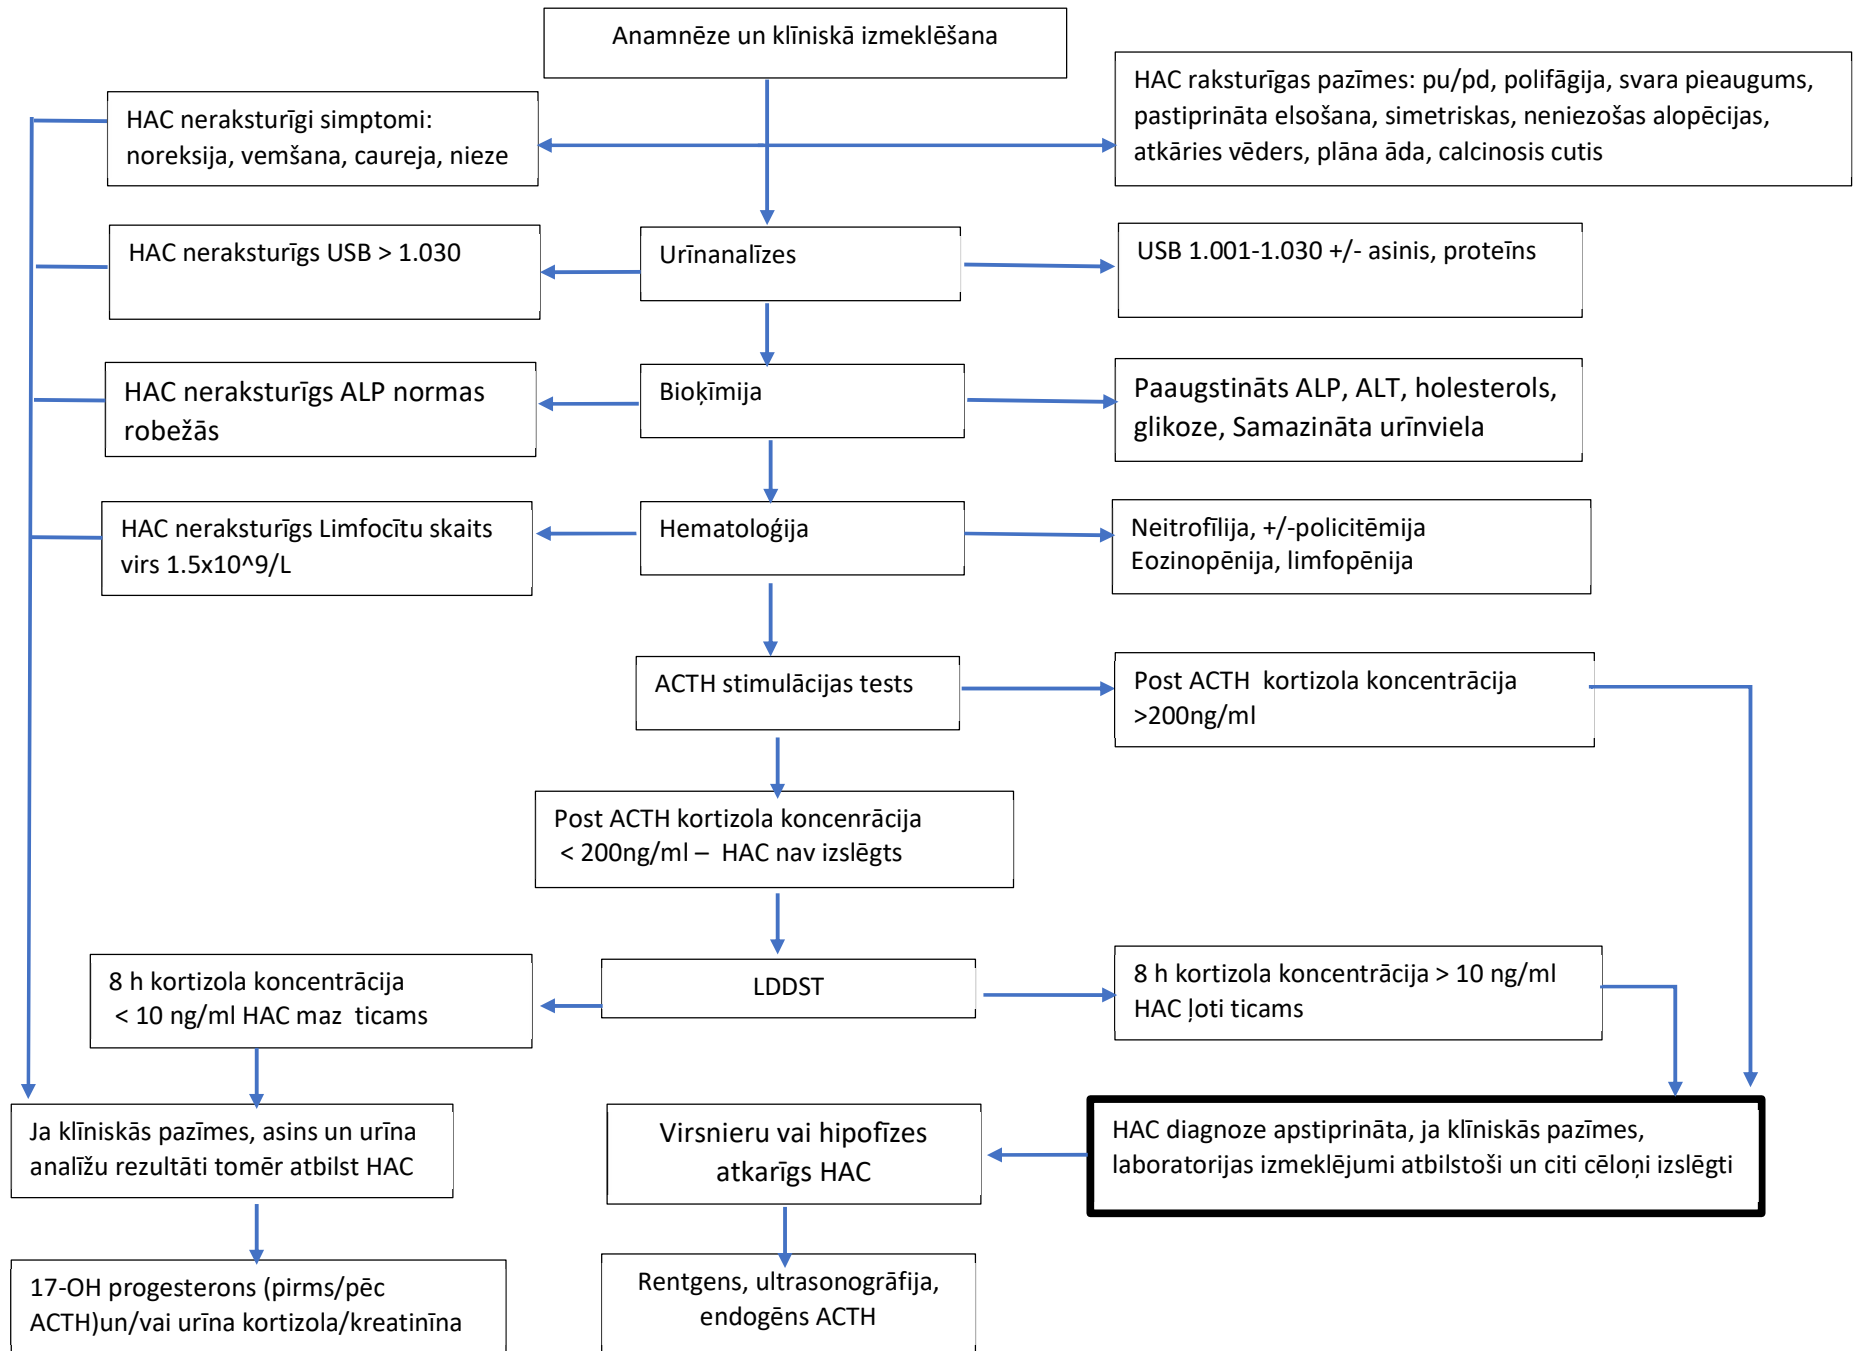 Anamnēze un klīniskā izmeklēšana
HAC neraksturīgi simptomi:
noreksija, vemšana, caureja, nieze
HAC raksturīgas pazīmes: pu/pd, polifāgija, svara pieaugums,
pastiprināta elsošana, simetriskas, neniezošas alopēcijas,
atkāries vēders, plāna āda, calcinosis cutis
HAC neraksturīgs USB > 1.030
Urīnanalīzes
USB 1.001-1.030 +/- asinis, proteīns
HAC neraksturīgs ALP normas
robežās
Bioķīmija
Paaugstināts ALP, ALT, holesterols,
glikoze, Samazināta urīnviela
HAC neraksturīgs Limfocītu skaits
virs 1.5x10^9/L
Hematoloģija
Neitrofīlija, +/-policitēmija
Eozinopēnija, limfopēnija
ACTH stimulācijas tests
Post ACTH kortizola koncentrācija
>200ng/ml
Post ACTH kortizola koncenrācija
< 200ng/ml – HAC nav izslēgts
8 h kortizola koncentrācija
< 10 ng/ml HAC maz ticams
LDDST
8 h kortizola koncentrācija > 10 ng/ml
HAC ļoti ticams
Ja klīniskās pazīmes, asins un urīna
analīžu rezultāti tomēr atbilst HAC
Virsnieru vai hipofīzes
atkarīgs HAC
HAC diagnoze apstiprināta, ja klīniskās pazīmes,
laboratorijas izmeklējumi atbilstoši un citi cēloņi izslēgti
17-OH progesterons (pirms/pēc
ACTH)un/vai urīna kortizola/kreatinīna
Rentgens, ultrasonogrāfija,
endogēns ACTH